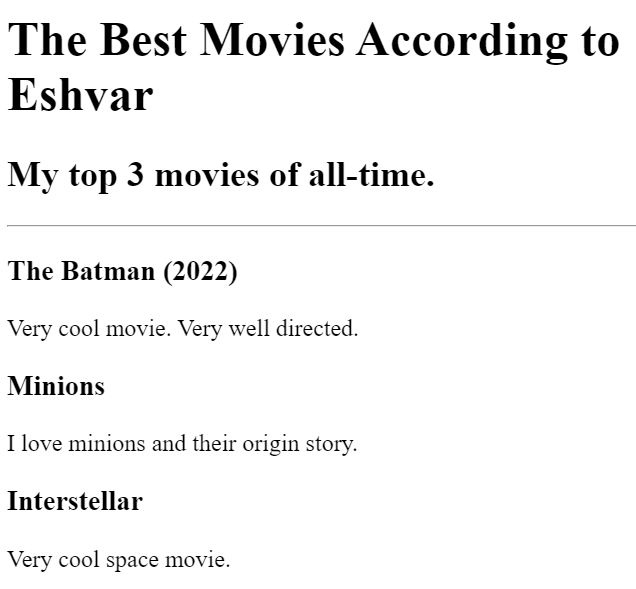 The Best Movies According to
Eshvar
My top 3 movies of all-time.
The Batman (2022)
Very cool movie. Very well directed.
Minions
I love minions and their origin story.
Interstellar
Very cool space movie.